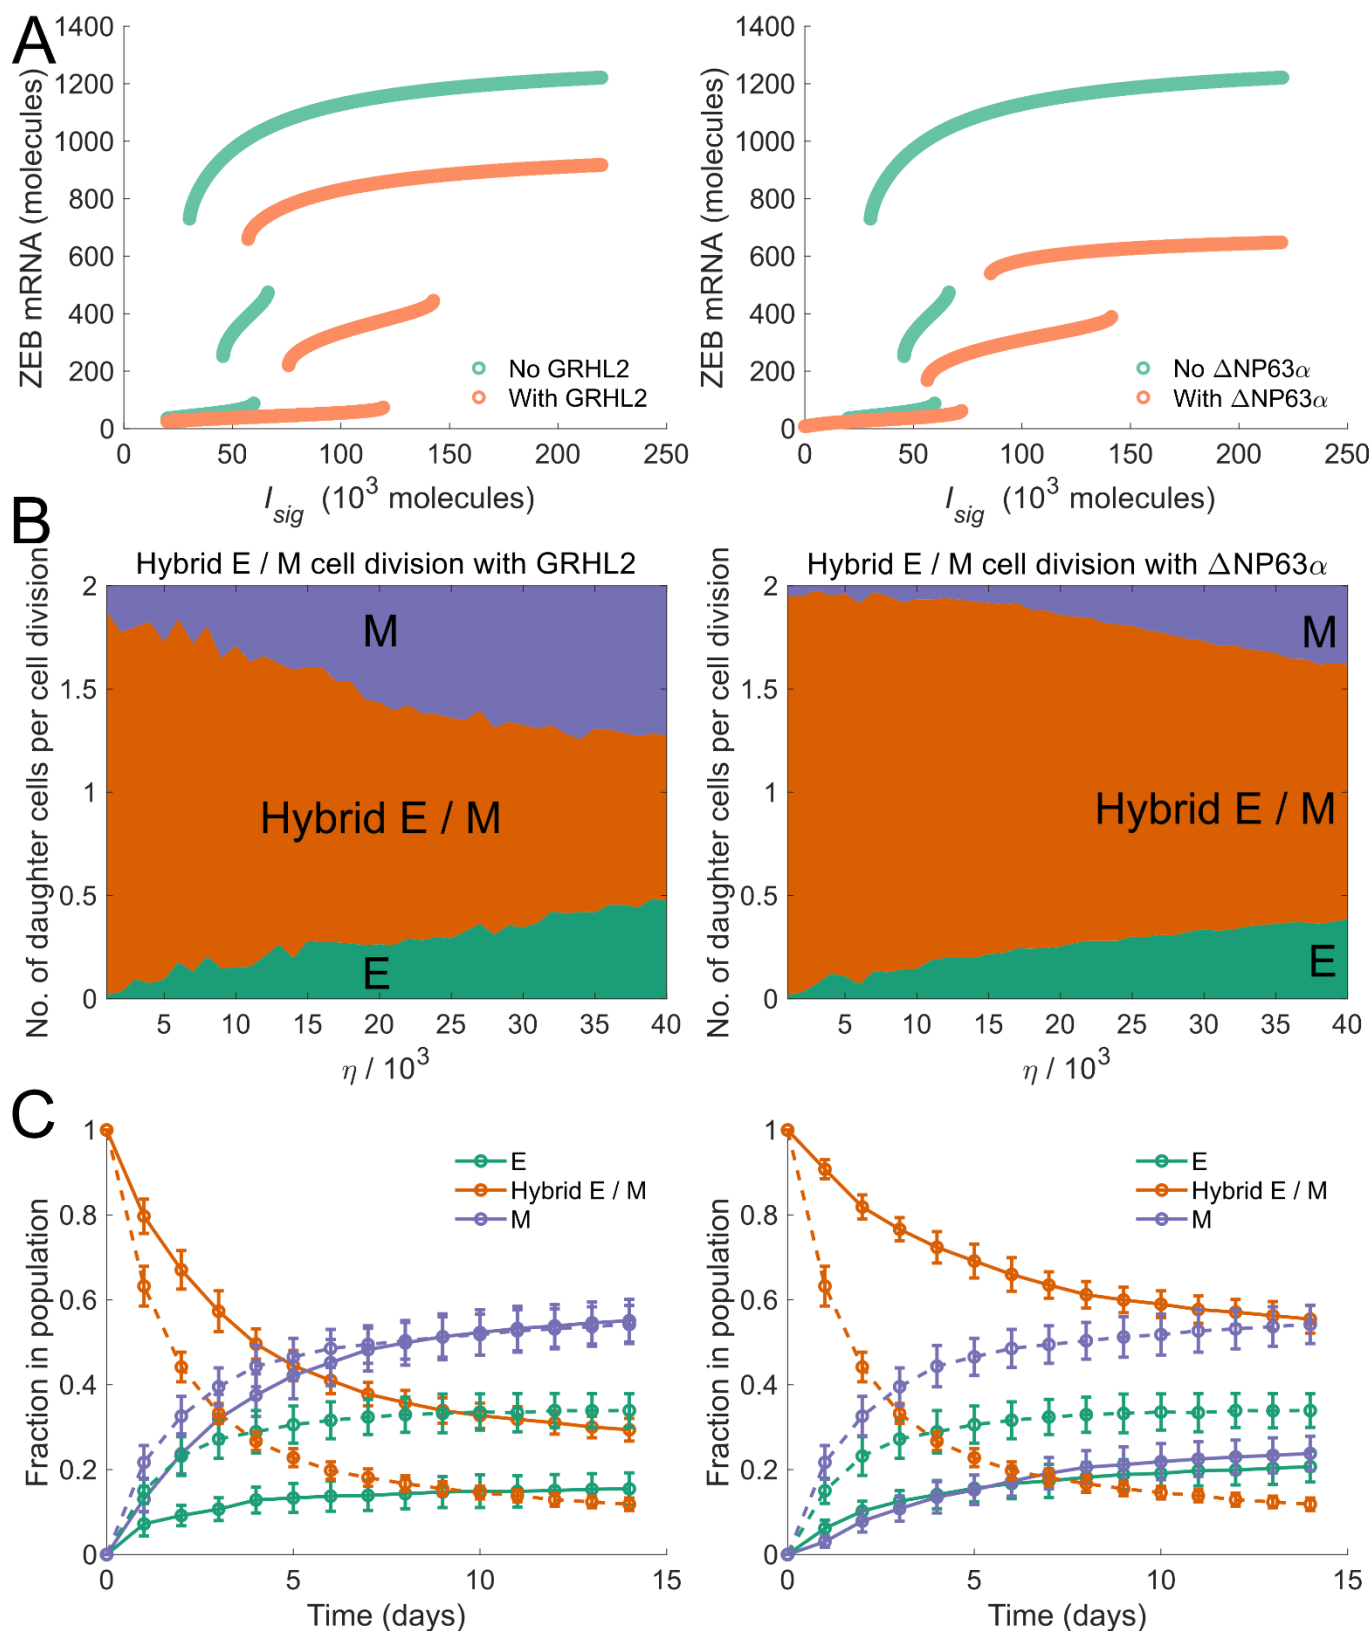 A
ZEB mRNA (molecules)
1400
1200
1000
800
600
400
200
0
0 50 100 150 200 250
I_sig (10^3 molecules)
No GRHL2
With GRHL2
ZEB mRNA (molecules)
1400
1200
1000
800
600
400
200
0
0 50 100 150 200 250
I_sig (10^3 molecules)
No ΔNP63α
With ΔNP63α
B
Hybrid E / M cell division with GRHL2
No. of daughter cells per cell division
2
1.5
1
0.5
0
M
Hybrid E / M
E
5 10 15 20 25 30 35 40
η / 10^3
Hybrid E / M cell division with ΔNP63α
No. of daughter cells per cell division
2
1.5
1
0.5
0
M
Hybrid E / M
E
5 10 15 20 25 30 35 40
η / 10^3
C
Fraction in population
1
0.8
0.6
0.4
0.2
0
E
Hybrid E / M
M
0 5 10 15
Time (days)
Fraction in population
1
0.8
0.6
0.4
0.2
0
E
Hybrid E / M
M
0 5 10 15
Time (days)